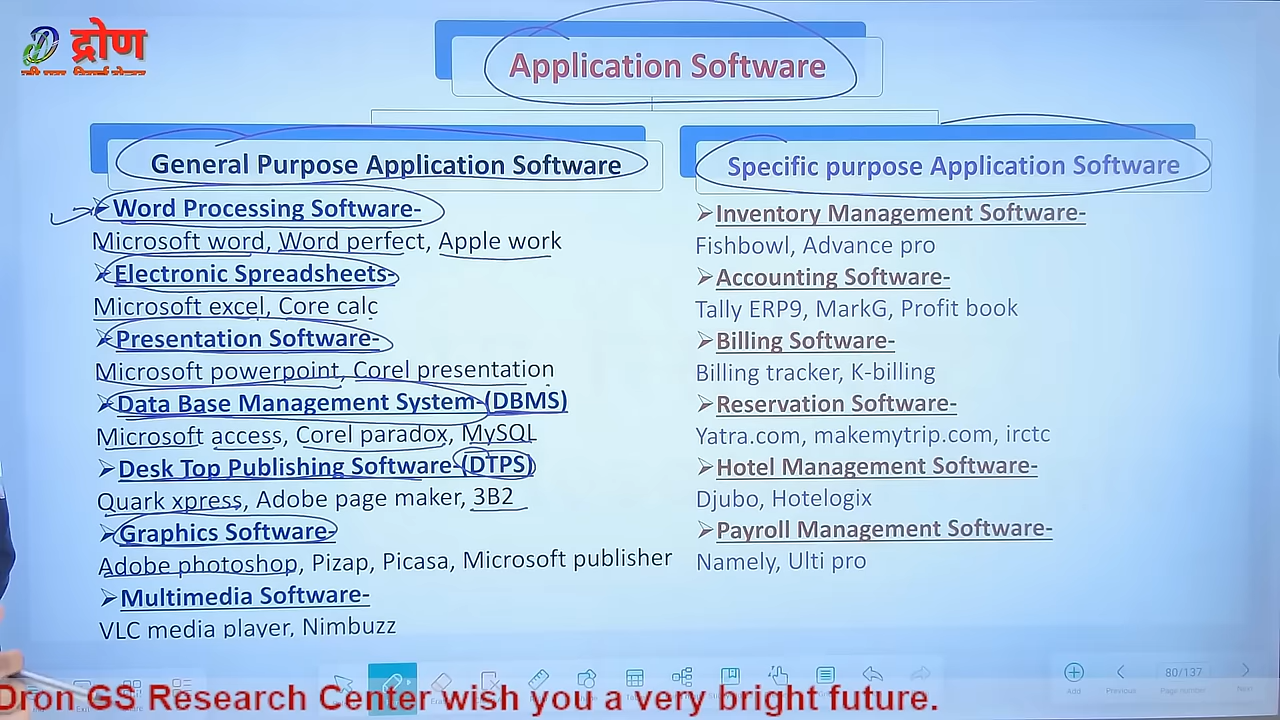 द्रोण
Application Software
General Purpose Application Software
➢Word Processing Software-
Microsoft word, Word perfect, Apple work
➢Electronic Spreadsheets-
Microsoft excel, Core calc
➢Presentation Software-
Microsoft powerpoint, Corel presentation
➢Data Base Management System-(DBMS)
Microsoft access, Corel paradox, MySQL
➢Desk Top Publishing Software-(DTPS)
Quark xpress, Adobe page maker, 3B2
➢Graphics Software-
Adobe photoshop, Pizap, Picasa, Microsoft publisher
➢Multimedia Software-
VLC media player, Nimbuzz
Specific purpose Application Software
➢Inventory Management Software-
Fishbowl, Advance pro
➢Accounting Software-
Tally ERP9, MarkG, Profit book
➢Billing Software-
Billing tracker, K-billing
➢Reservation Software-
Yatra.com, makemytrip.com, irctc
➢Hotel Management Software-
Djubo, Hotelogix
➢Payroll Management Software-
Namely, Ulti pro
80/137
Add Previous Page number Next
Dron GS Research Center wish you a very bright future.